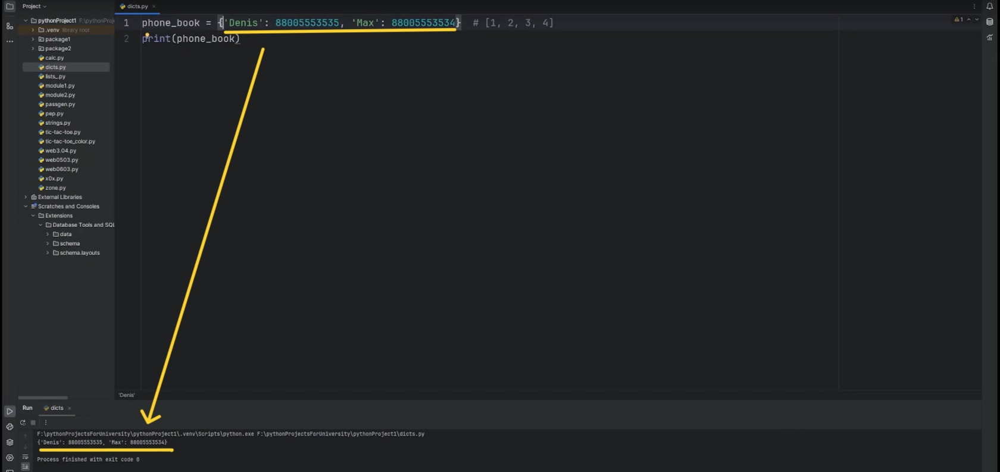 Project
dicts.py
pythonProject1 F:\pythonProj
.venv library root
package1
package2
calc.py
dicts.py
lists_.py
module1.py
module2.py
passgen.py
pep.py
strings.py
tic-tac-toe.py
tic-tac-toe_color.py
web3.04.py
web0503.py
web0603.py
x0x.py
zone.py
External Libraries
Scratches and Consoles
Extensions
Database Tools and SQL
data
schema
schema.layouts
1 phone_book = {'Denis': 88005553535, 'Max': 88005553534} # [1, 2, 3, 4]
2 print(phone_book)
1
'Denis'
Run dicts
F:\pythonProjectsForUniversity\pythonProject1\.venv\Scripts\python.exe F:\pythonProjectsForUniversity\pythonProject1\dicts.py
{'Denis': 88005553535, 'Max': 88005553534}
Process finished with exit code 0